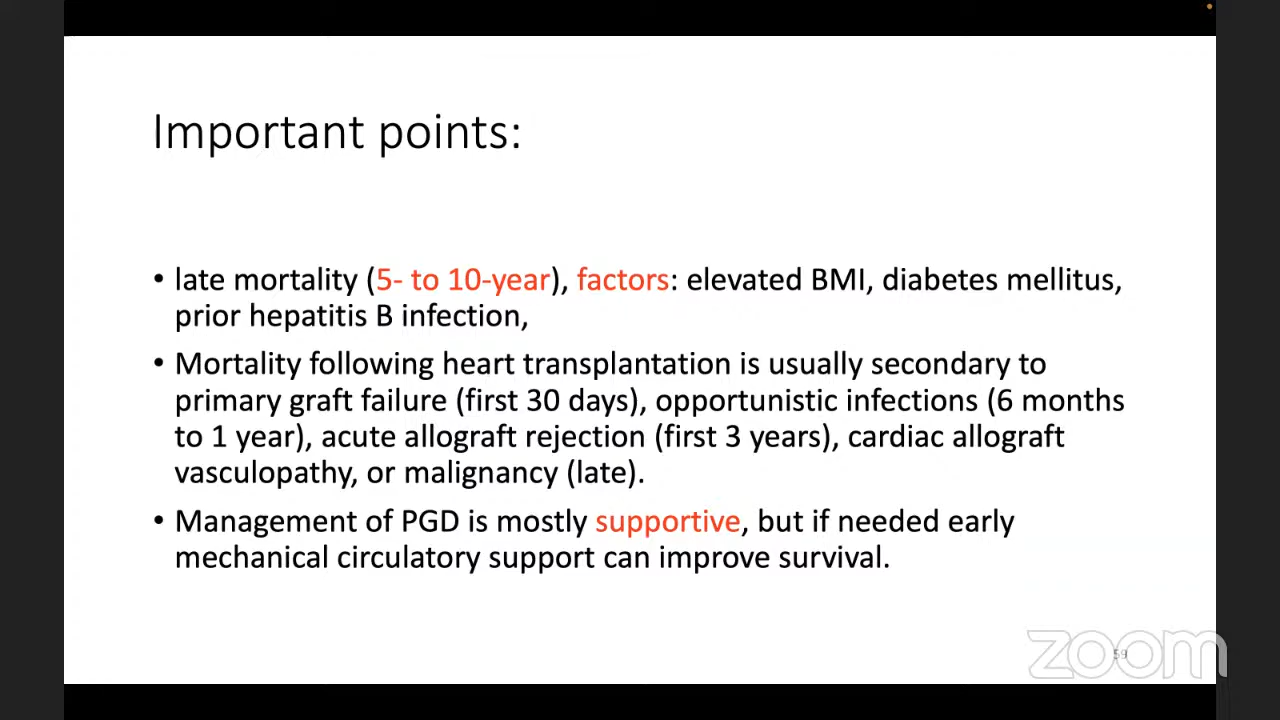 Important points:
• late mortality (5- to 10-year), factors: elevated BMI, diabetes mellitus,
prior hepatitis B infection,
• Mortality following heart transplantation is usually secondary to
primary graft failure (first 30 days), opportunistic infections (6 months
to 1 year), acute allograft rejection (first 3 years), cardiac allograft
vasculopathy, or malignancy (late).
• Management of PGD is mostly supportive, but if needed early
mechanical circulatory support can improve survival.
59
zoom